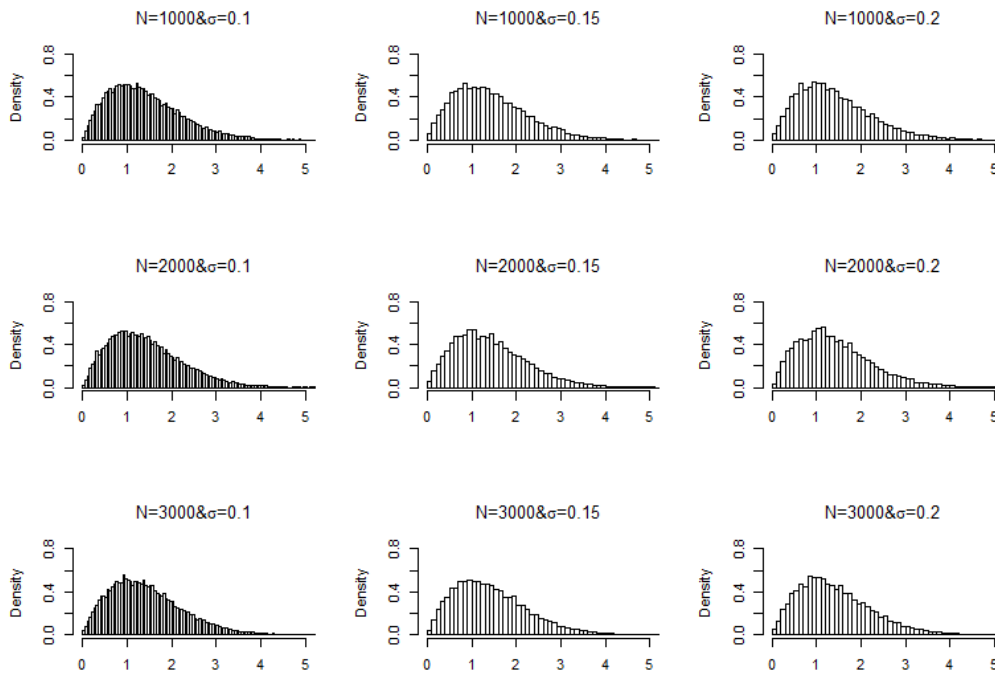 N=1000&σ=0.1
N=1000&σ=0.15
N=1000&σ=0.2
Density
0.0 0.4 0.8
0 1 2 3 4 5
Density
0.0 0.4 0.8
0 1 2 3 4 5
Density
0.0 0.4 0.8
0 1 2 3 4 5
N=2000&σ=0.1
N=2000&σ=0.15
N=2000&σ=0.2
Density
0.0 0.4 0.8
0 1 2 3 4 5
Density
0.0 0.4 0.8
0 1 2 3 4 5
Density
0.0 0.4 0.8
0 1 2 3 4 5
N=3000&σ=0.1
N=3000&σ=0.15
N=3000&σ=0.2
Density
0.0 0.4 0.8
0 1 2 3 4 5
Density
0.0 0.4 0.8
0 1 2 3 4 5
Density
0.0 0.4 0.8
0 1 2 3 4 5